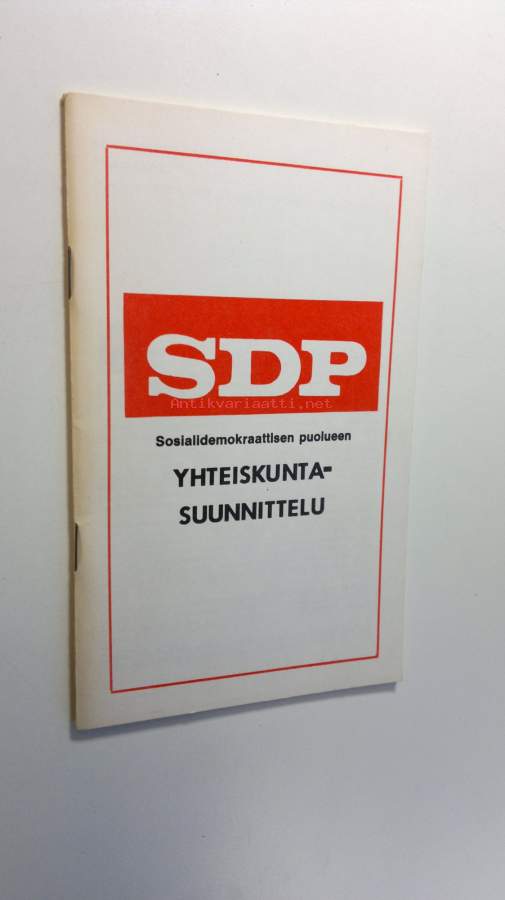 SDP
Antikvariaatti.net
Sosialidemokraattisen puolueen
YHTEISKUNTA-
SUUNNITTELU